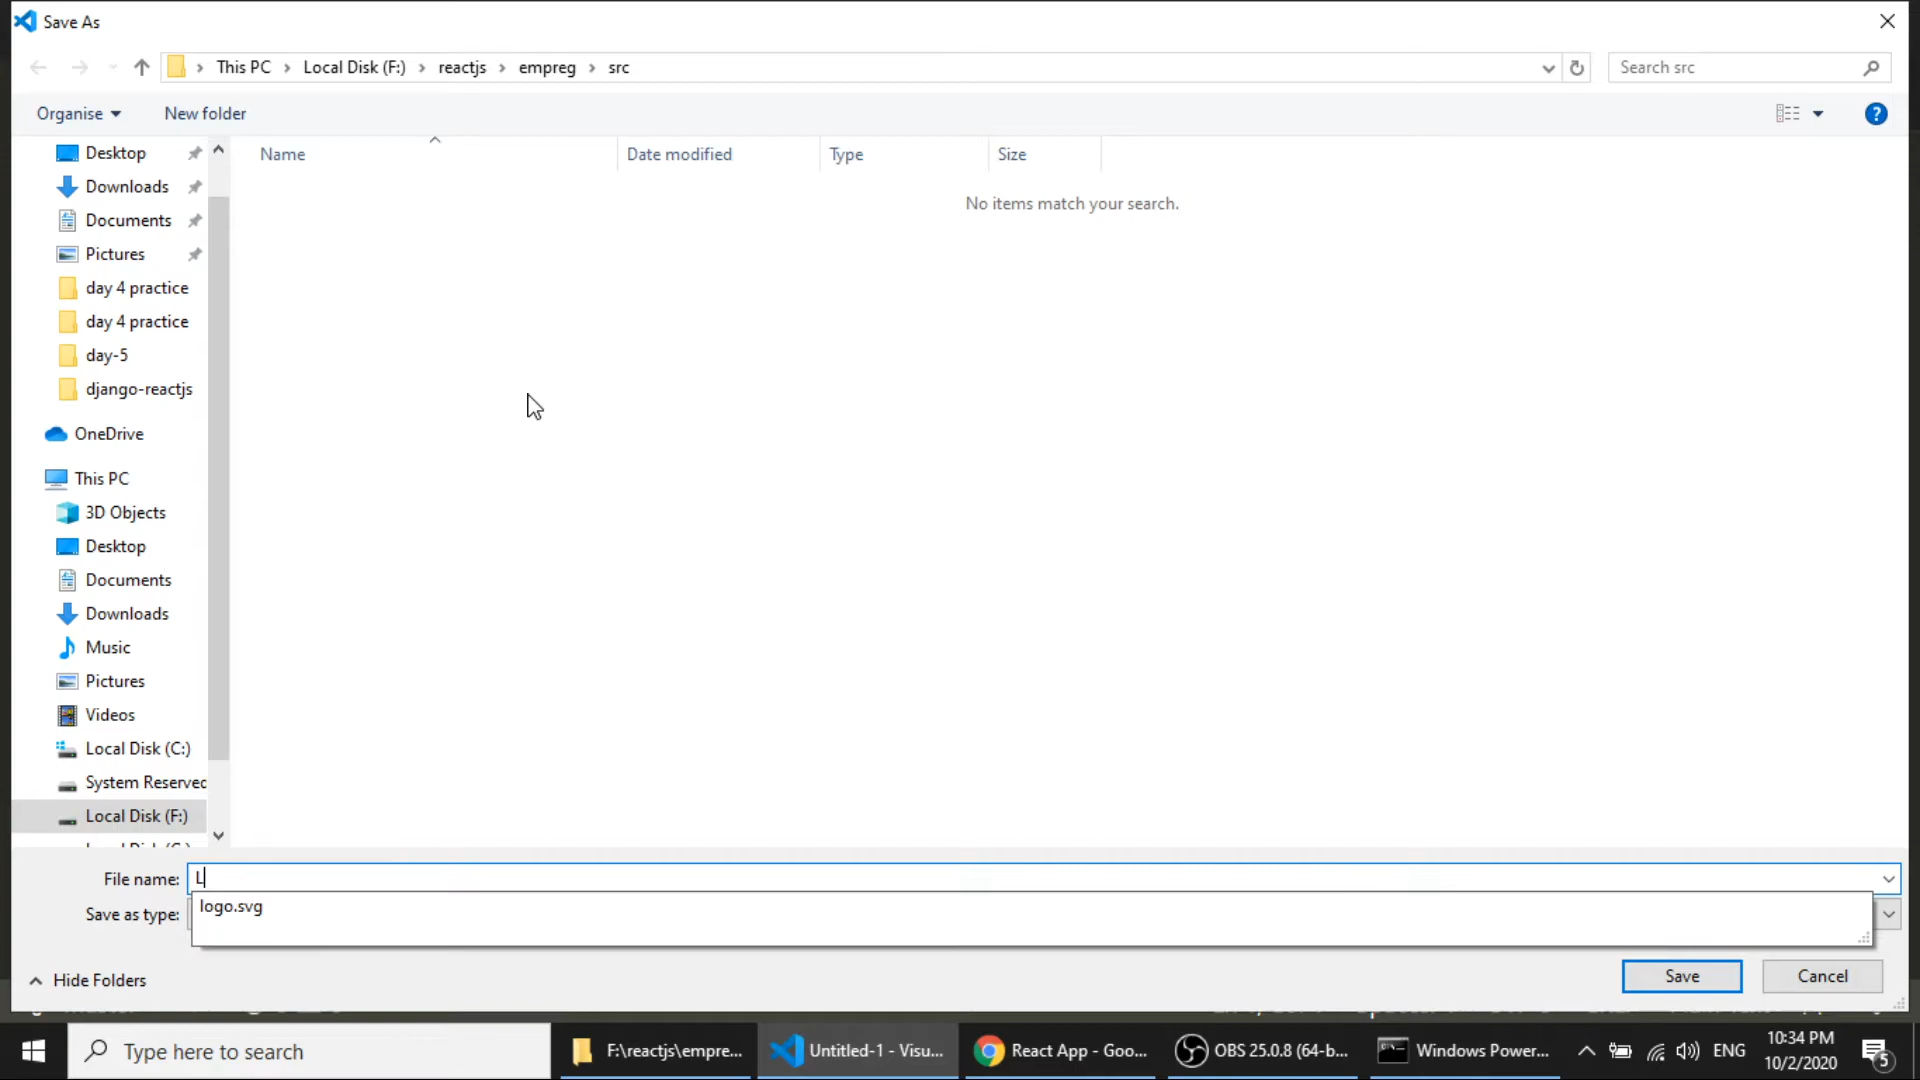 Save As
This PC
Local Disk (F:)
reactjs
empreg
src
Search src
Organise
New folder
?
Name
Date modified
Type
Size
No items match your search.
Desktop
Downloads
Documents
Pictures
day 4 practice
day 4 practice
day-5
django-reactjs
OneDrive
This PC
3D Objects
Desktop
Documents
Downloads
Music
Pictures
Videos
Local Disk (C:)
System Reserved
Local Disk (F:)
File name:
L
Save as type:
logo.svg
Hide Folders
Save
Cancel
Type here to search
F:\reactjs\empre...
Untitled-1 - Visu...
React App - Goo...
OBS 25.0.8 (64-b...
Windows Power...
ENG
10:34 PM
10/2/2020
5